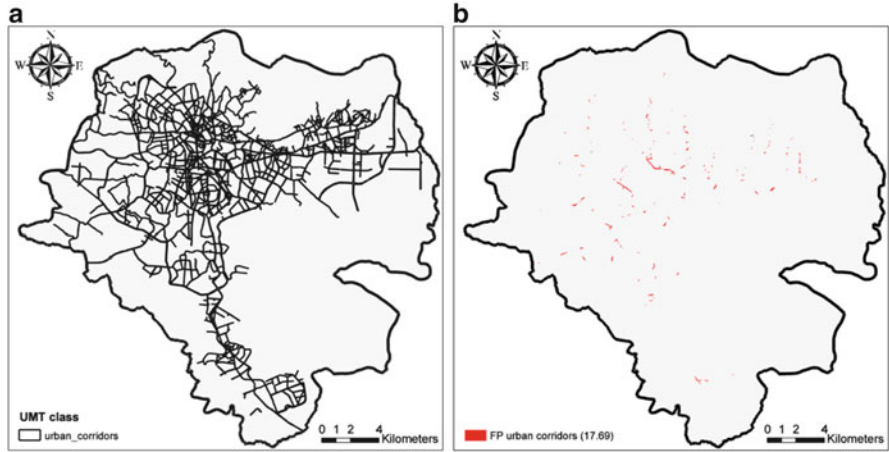 a
N
W E
S
UMT class
urban_corridors
0 1 2 4
Kilometers
b
N
W E
S
FP urban corridors (17.69)
0 1 2 4
Kilometers